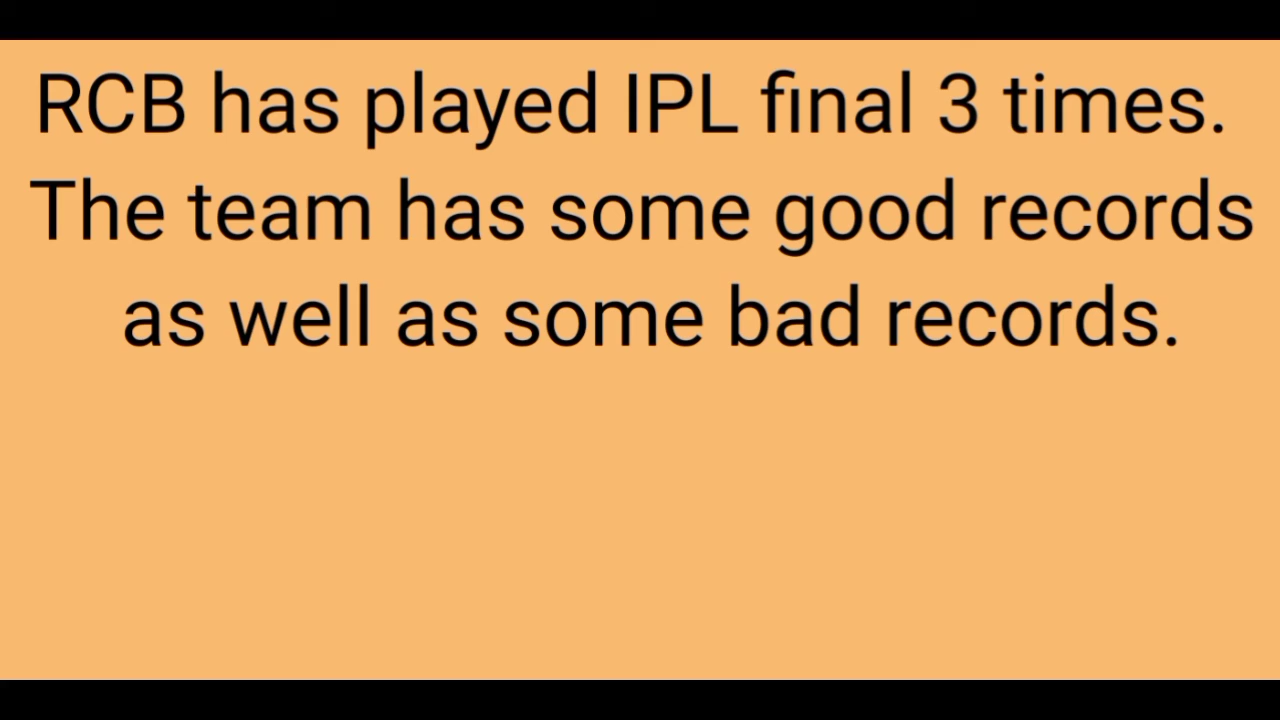 RCB has played IPL final 3 times.
The team has some good records
as well as some bad records.